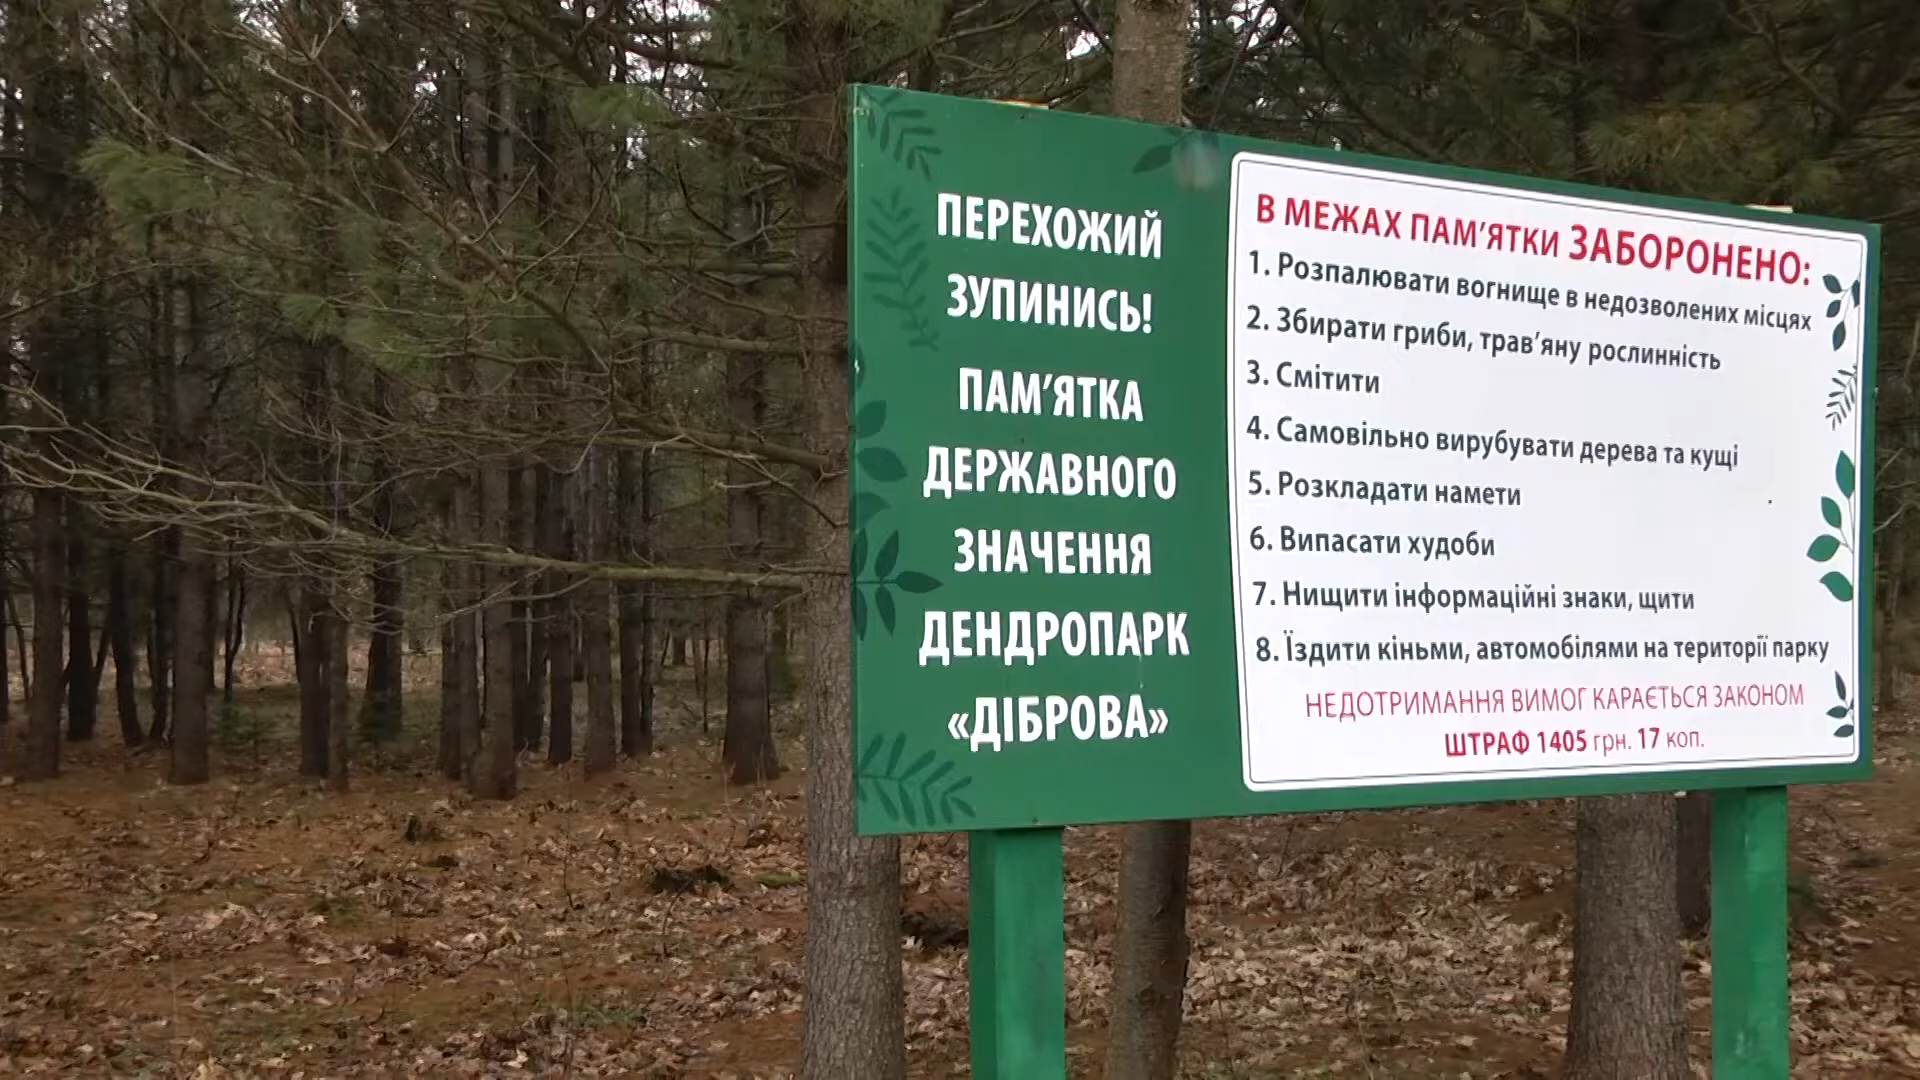 ПЕРЕХОЖИЙ
ЗУПИНИСЬ!
ПАМ’ЯТКА
ДЕРЖАВНОГО
ЗНАЧЕННЯ
ДЕНДРОПАРК
«ДІБРОВА»
В МЕЖАХ ПАМ’ЯТКИ ЗАБОРОНЕНО:
1. Розпалювати вогнище в недозволених місцях
2. Збирати гриби, трав’яну рослинність
3. Смітити
4. Самовільно вирубувати дерева та кущі
5. Розкладати намети
6. Випасати худоби
7. Нищити інформаційні знаки, щити
8. Їздити кіньми, автомобілями на території парку
НЕДОТРИМАННЯ ВИМОГ КАРАЄТЬСЯ ЗАКОНОМ
ШТРАФ 1405 грн. 17 коп.